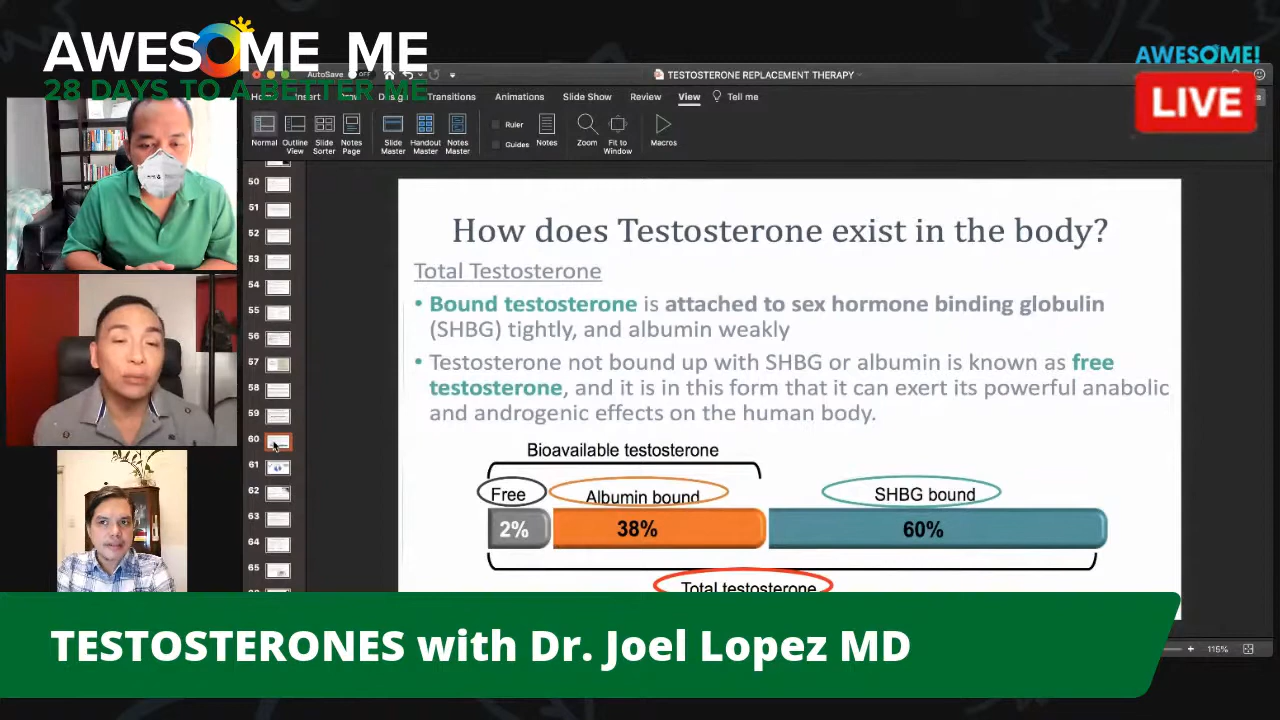 AWESOME ME
28 DAYS TO A BETTER ME
AWESOME!
LIVE
AutoSave OFF
TESTOSTERONE REPLACEMENT THERAPY
Transitions Animations Slide Show Review View Tell me
Normal Outline View Slide Sorter Notes Page Slide Master Handout Master Notes Master Ruler Guides Notes Zoom Fit to Window Macros
50
51
52
53
54
55
56
57
58
59
60
61
62
63
64
65
How does Testosterone exist in the body?
Total Testosterone
• Bound testosterone is attached to sex hormone binding globulin
(SHBG) tightly, and albumin weakly
• Testosterone not bound up with SHBG or albumin is known as free
testosterone, and it is in this form that it can exert its powerful anabolic
and androgenic effects on the human body.
Bioavailable testosterone
Free Albumin bound SHBG bound
2% 38% 60%
Total testosterone
TESTOSTERONES with Dr. Joel Lopez MD
115%